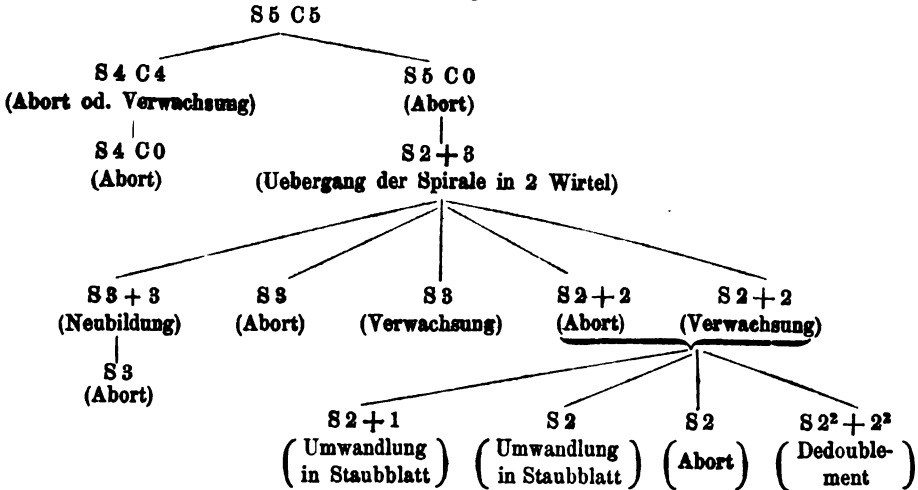 S 5 C 5
S 4 C 4 S 5 C 0
(Abort od. Verwachsung) (Abort)
S 4 C 0 S 2 + 3
(Abort) (Uebergang der Spirale in 2 Wirtel)
S 3 + 3 S 3 S 3 S 2 + 2 S 2 + 2
(Neubildung) (Abort) (Verwachsung) (Abort) (Verwachsung)
S 3
(Abort)
S 2 + 1 S 2 S 2 S 2² + 2²
(Umwandlung (Umwandlung (Abort) (Dedouble-
in Staubblatt) in Staubblatt) ment)